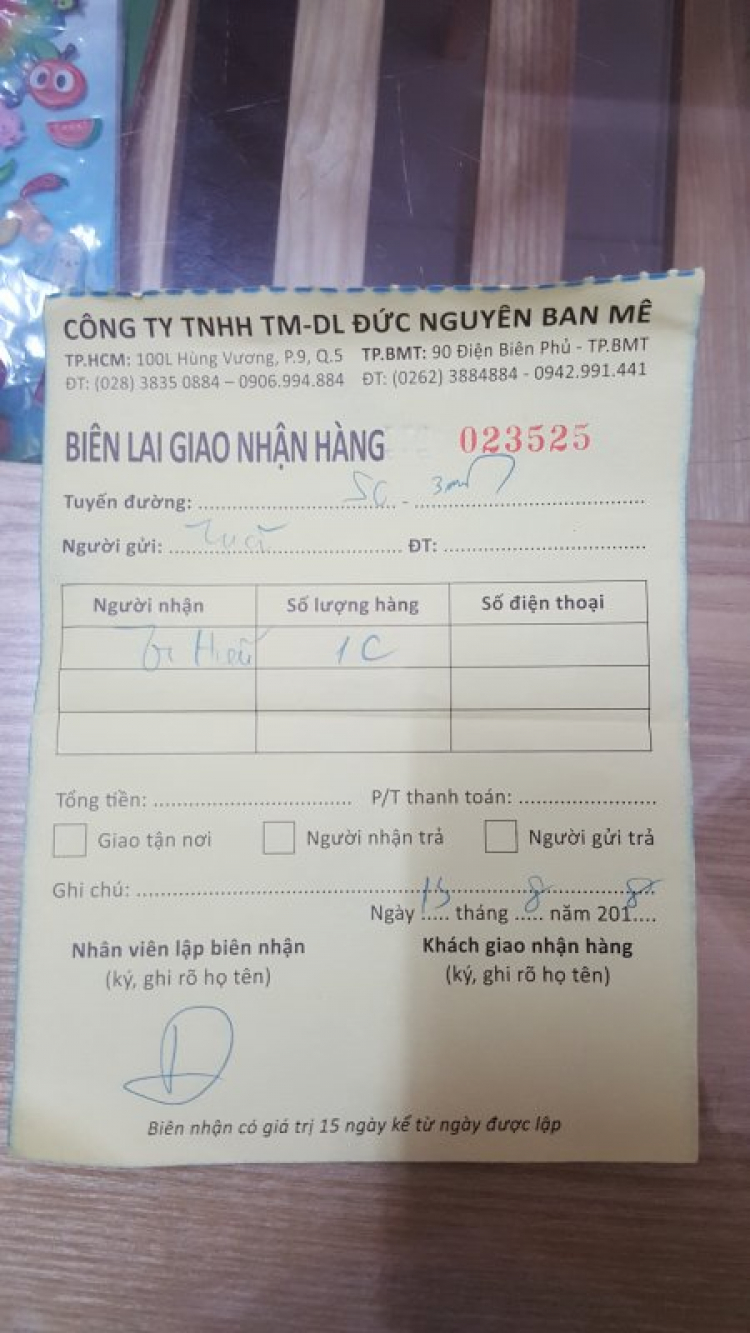 CÔNG TY TNHH TM-DL ĐỨC NGUYÊN BAN MÊ
TP.HCM: 100L Hùng Vương, P.9, Q.5 TP.BMT: 90 Điện Biên Phủ - TP.BMT
ĐT: (028) 3835 0884 – 0906.994.884 ĐT: (0262) 3884884 - 0942.991.441
BIÊN LAI GIAO NHẬN HÀNG 023525
Tuyến đường: ........ - ........
Người gửi: ........ ĐT: ........
Người nhận Số lượng hàng Số điện thoại
Hiếu 1C
Tổng tiền: ........ P/T thanh toán: ........
Giao tận nơi Người nhận trả Người gửi trả
Ghi chú: ........
Ngày 15 tháng 8 năm 2018
Nhân viên lập biên nhận Khách giao nhận hàng
(ký, ghi rõ họ tên) (ký, ghi rõ họ tên)
Biên nhận có giá trị 15 ngày kể từ ngày được lập